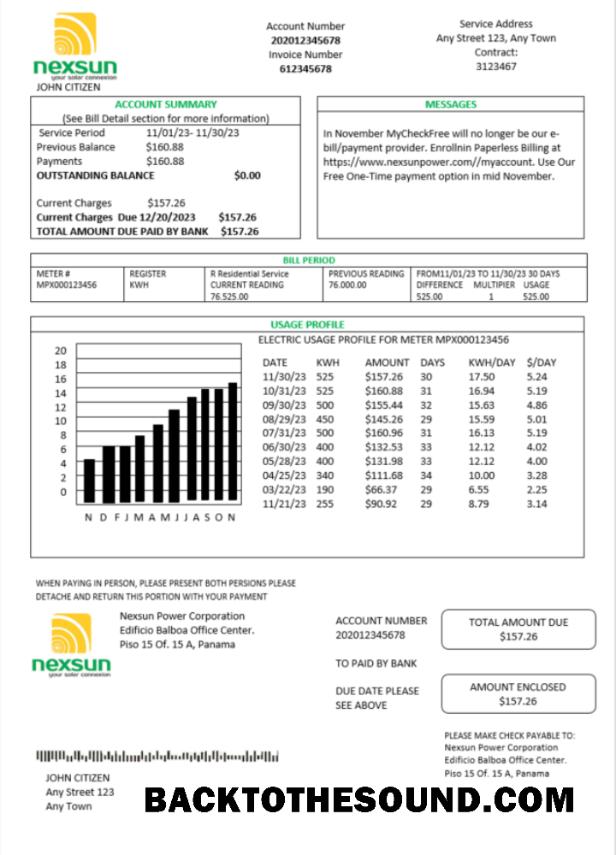 Account Number
202012345678
Invoice Number
612345678
Service Address
Any Street 123, Any Town
Contract:
3123467
nexsun
your solar connexion
JOHN CITIZEN
ACCOUNT SUMMARY
(See Bill Detail section for more information)
Service Period 11/01/23- 11/30/23
Previous Balance $160.88
Payments $160.88
OUTSTANDING BALANCE $0.00
Current Charges $157.26
Current Charges Due 12/20/2023 $157.26
TOTAL AMOUNT DUE PAID BY BANK $157.26
MESSAGES
In November MyCheckFree will no longer be our e-
bill/payment provider. Enrollnin Paperless Billing at
https://www.nexsunpower.com//myaccount. Use Our
Free One-Time payment option in mid November.
BILL PERIOD
METER # REGISTER R Residential Service PREVIOUS READING FROM11/01/23 TO 11/30/23 30 DAYS
MPX000123456 KWH CURRENT READING 76.000.00 DIFFERENCE MULTIPIER USAGE
76.525.00 525.00 1 525.00
USAGE PROFILE
ELECTRIC USAGE PROFILE FOR METER MPX000123456
20
18
16
14
12
10
8
6
4
2
0
N D F J M A M J J A S O N
DATE KWH AMOUNT DAYS KWH/DAY $/DAY
11/30/23 525 $157.26 30 17.50 5.24
10/31/23 525 $160.88 31 16.94 5.19
09/30/23 500 $155.44 32 15.63 4.86
08/29/23 450 $145.26 29 15.59 5.01
07/31/23 500 $160.96 31 16.13 5.19
06/30/23 400 $132.53 33 12.12 4.02
05/28/23 400 $131.98 33 12.12 4.00
04/25/23 340 $111.68 34 10.00 3.28
03/22/23 190 $66.37 29 6.55 2.25
11/21/23 255 $90.92 29 8.79 3.14
WHEN PAYING IN PERSON, PLEASE PRESENT BOTH PERSIONS PLEASE
DETACHE AND RETURN THIS PORTION WITH YOUR PAYMENT
nexsun
your solar connexion
Nexsun Power Corporation
Edificio Balboa Office Center.
Piso 15 Of. 15 A, Panama
ACCOUNT NUMBER
202012345678
TO PAID BY BANK
DUE DATE PLEASE
SEE ABOVE
TOTAL AMOUNT DUE
$157.26
AMOUNT ENCLOSED
$157.26
PLEASE MAKE CHECK PAYABLE TO:
Nexsun Power Corporation
Edificio Balboa Office Center.
Piso 15 Of. 15 A, Panama
JOHN CITIZEN
Any Street 123
Any Town
BACKTOTHESOUND.COM